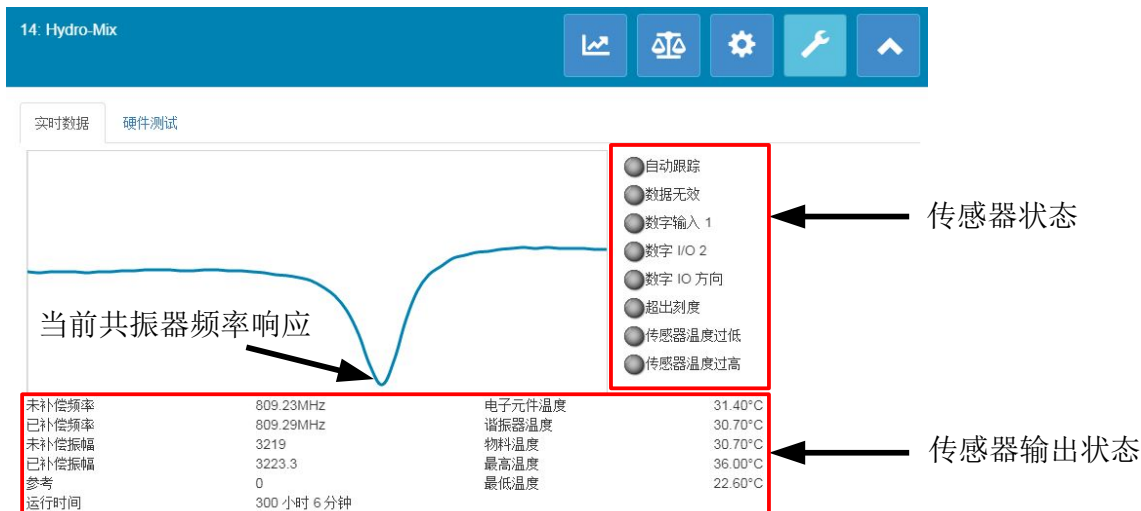 14: Hydro-Mix
实时数据 硬件测试
自动跟踪
数据无效
数字输入 1
数字 I/O 2
数字 IO 方向
超出刻度
传感器温度过低
传感器温度过高
传感器状态
当前共振器频率响应
未补偿频率 809.23MHz 电子元件温度 31.40°C
已补偿频率 809.29MHz 谐振器温度 30.70°C
未补偿振幅 3219 物料温度 30.70°C
已补偿振幅 3223.3 最高温度 36.00°C
参考 0 最低温度 22.60°C
运行时间 300 小时 6 分钟
传感器输出状态